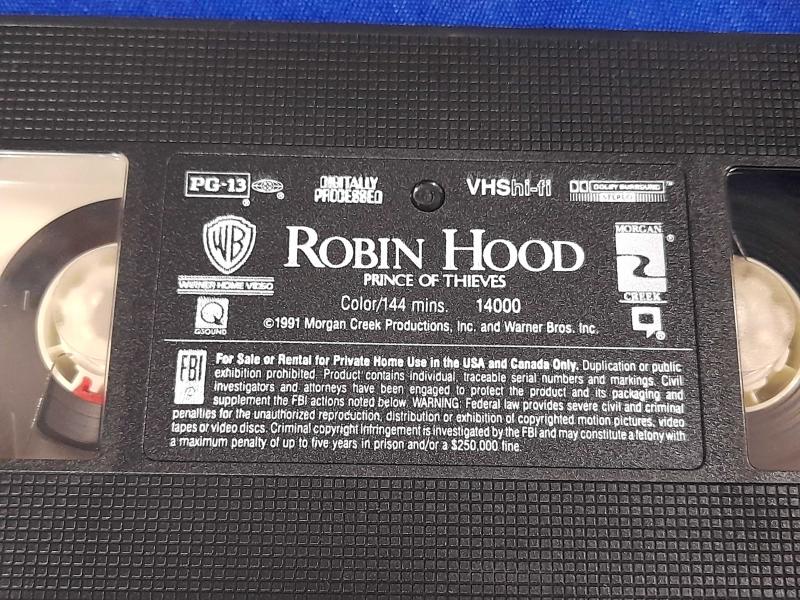 PG-13 ® DIGITALLY PROCESSED VHS hi-fi DOLBY SURROUND™
STEREO
WB ROBIN HOOD MORGAN CREEK ®
WARNER HOME VIDEO PRINCE OF THIEVES
Color/144 mins. 14000
QSOUND ©1991 Morgan Creek Productions, Inc. and Warner Bros. Inc.
FBI For Sale or Rental for Private Home Use in the USA and Canada Only. Duplication or public
exhibition prohibited. Product contains individual, traceable serial numbers and markings. Civil
investigators and attorneys have been engaged to protect the product and its packaging and
supplement the FBI actions noted below. WARNING: Federal law provides severe civil and criminal
penalties for the unauthorized reproduction, distribution or exhibition of copyrighted motion pictures, video
tapes or video discs. Criminal copyright infringement is investigated by the FBI and may constitute a felony with
a maximum penalty of up to five years in prison and/or a $250,000 fine.